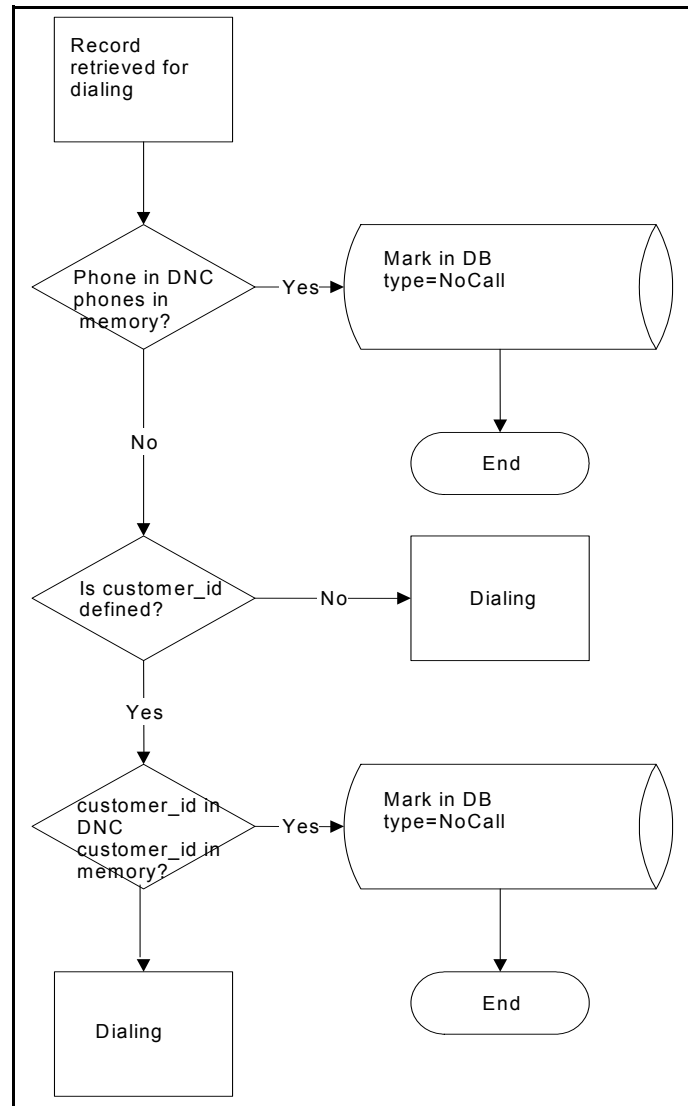 Record
retrieved for
dialing
Phone in DNC
phones in
memory?
Yes
Mark in DB
type=NoCall
End
No
Is customer_id
defined?
No
Dialing
Yes
customer_id in
DNC
customer_id in
memory?
Yes
Mark in DB
type=NoCall
End
Dialing